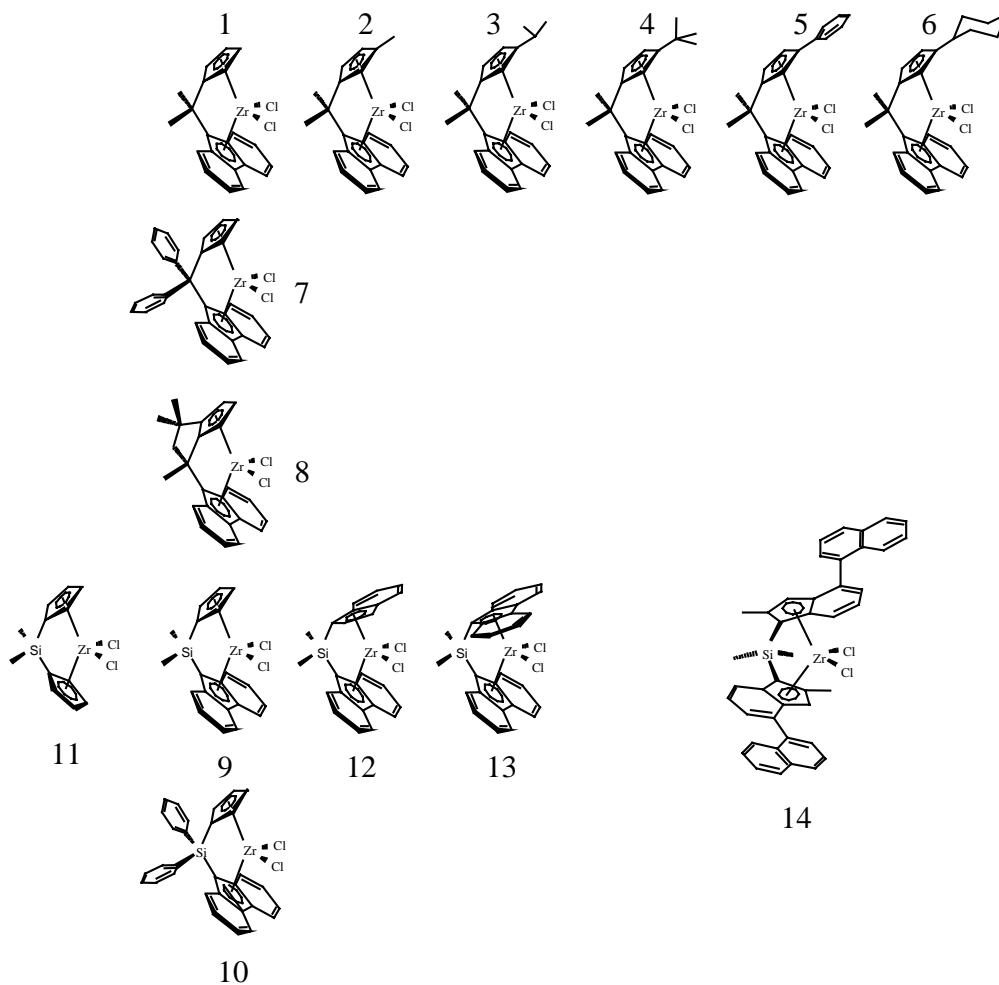 1 2 3 4 5 6
Zr Cl Cl Zr Cl Cl Zr Cl Cl Zr Cl Cl Zr Cl Cl Zr Cl Cl
Zr Cl Cl 7
Zr Cl Cl 8
Si Zr Cl Cl Si Zr Cl Cl Si Zr Cl Cl Si Zr Cl Cl Si Zr Cl Cl
11 9 12 13
14
Si Zr Cl Cl
10